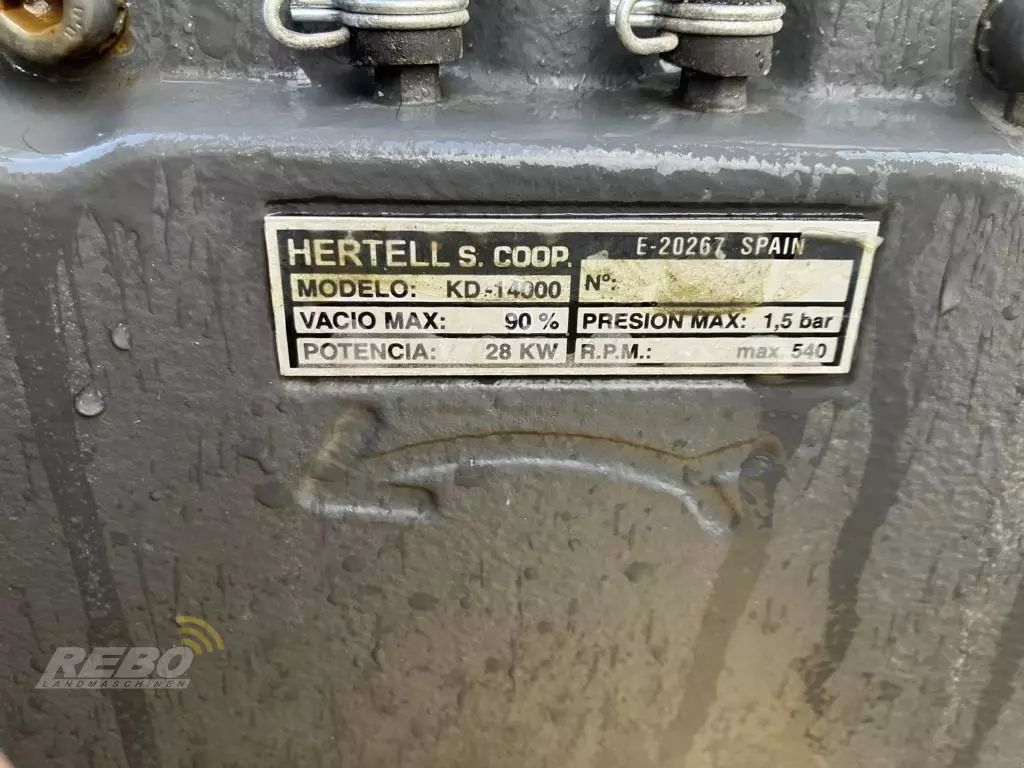 HERTELL S. COOP. E-20267 SPAIN
MODELO: KD-14000 Nº:
VACIO MAX: 90 % PRESION MAX: 1,5 bar
POTENCIA: 28 KW R.P.M.: max. 540
REBO
LANDMASCHINEN